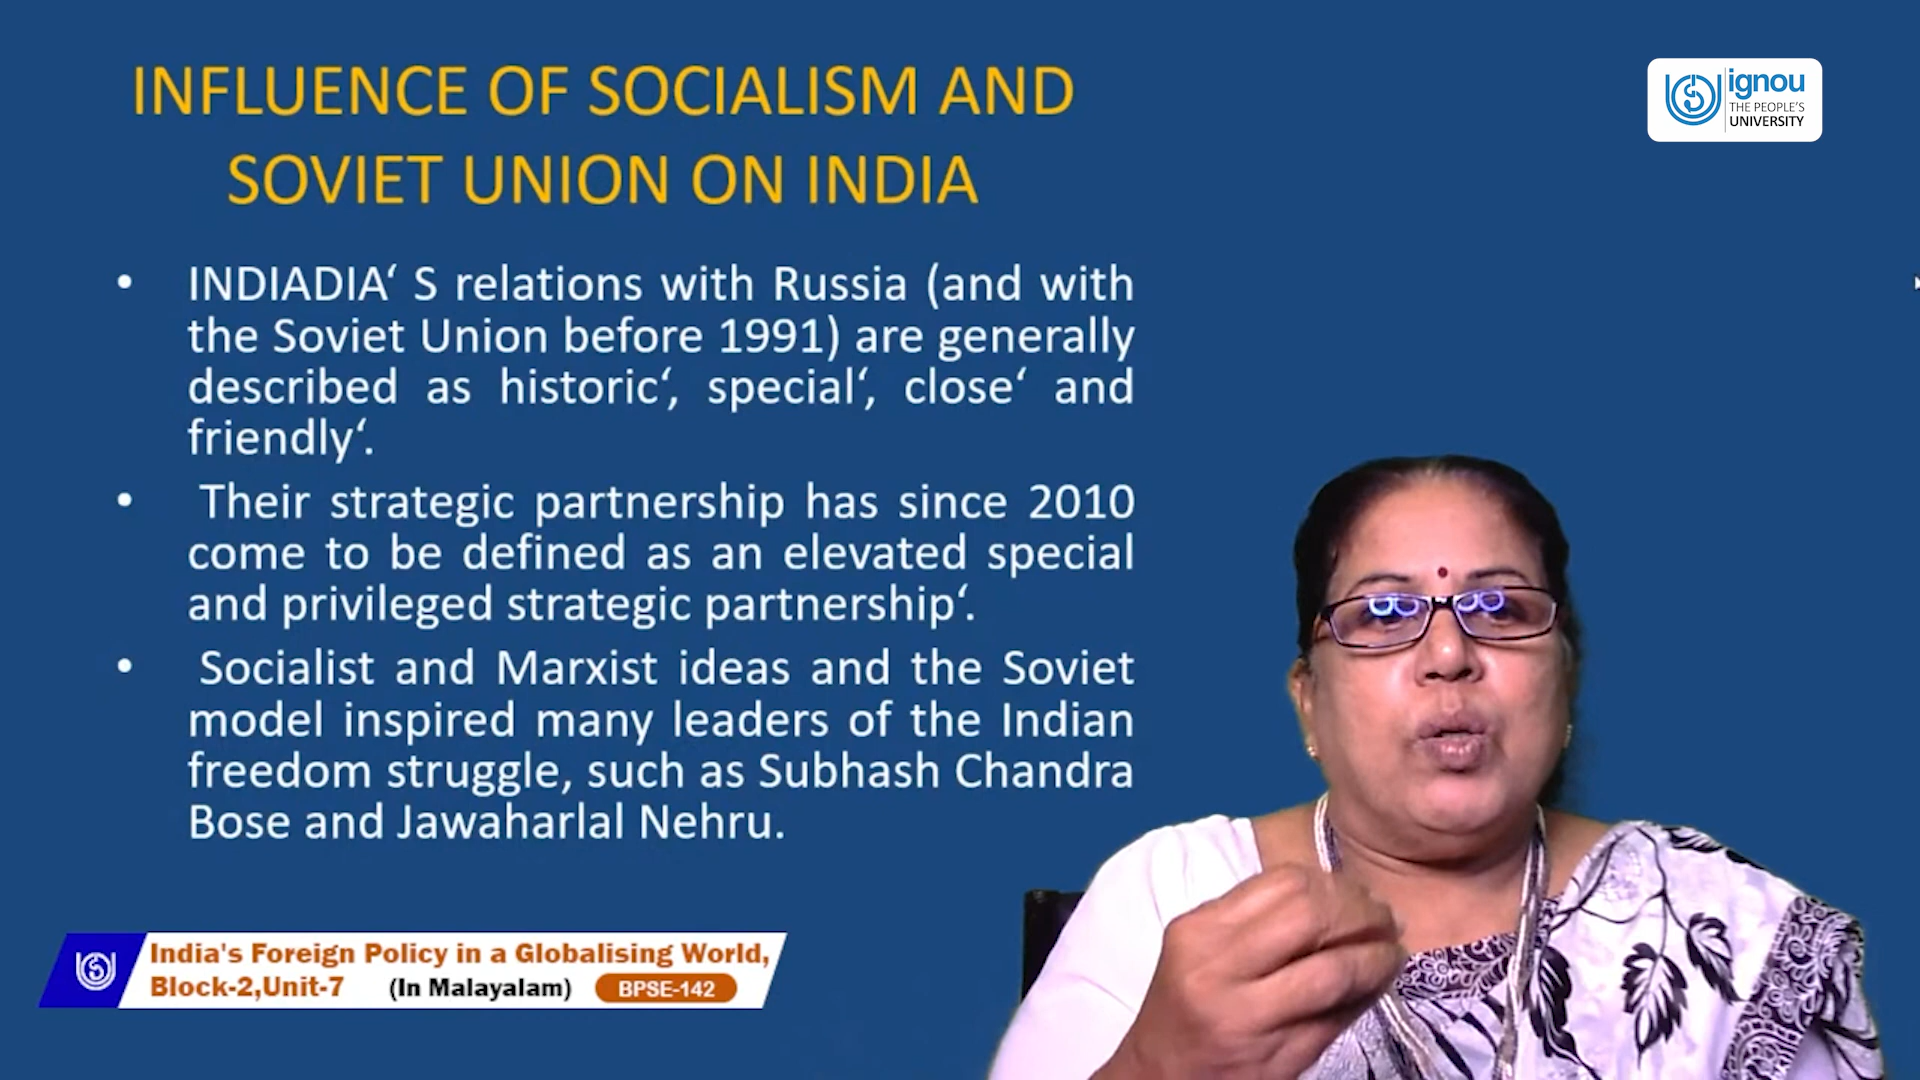 INFLUENCE OF SOCIALISM AND
SOVIET UNION ON INDIA
ignou
THE PEOPLE'S
UNIVERSITY
• INDIADIA‘ S relations with Russia (and with
the Soviet Union before 1991) are generally
described as historic‘, special‘, close‘ and
friendly‘.
• Their strategic partnership has since 2010
come to be defined as an elevated special
and privileged strategic partnership‘.
• Socialist and Marxist ideas and the Soviet
model inspired many leaders of the Indian
freedom struggle, such as Subhash Chandra
Bose and Jawaharlal Nehru.
India's Foreign Policy in a Globalising World,
Block-2,Unit-7 (In Malayalam) BPSE-142